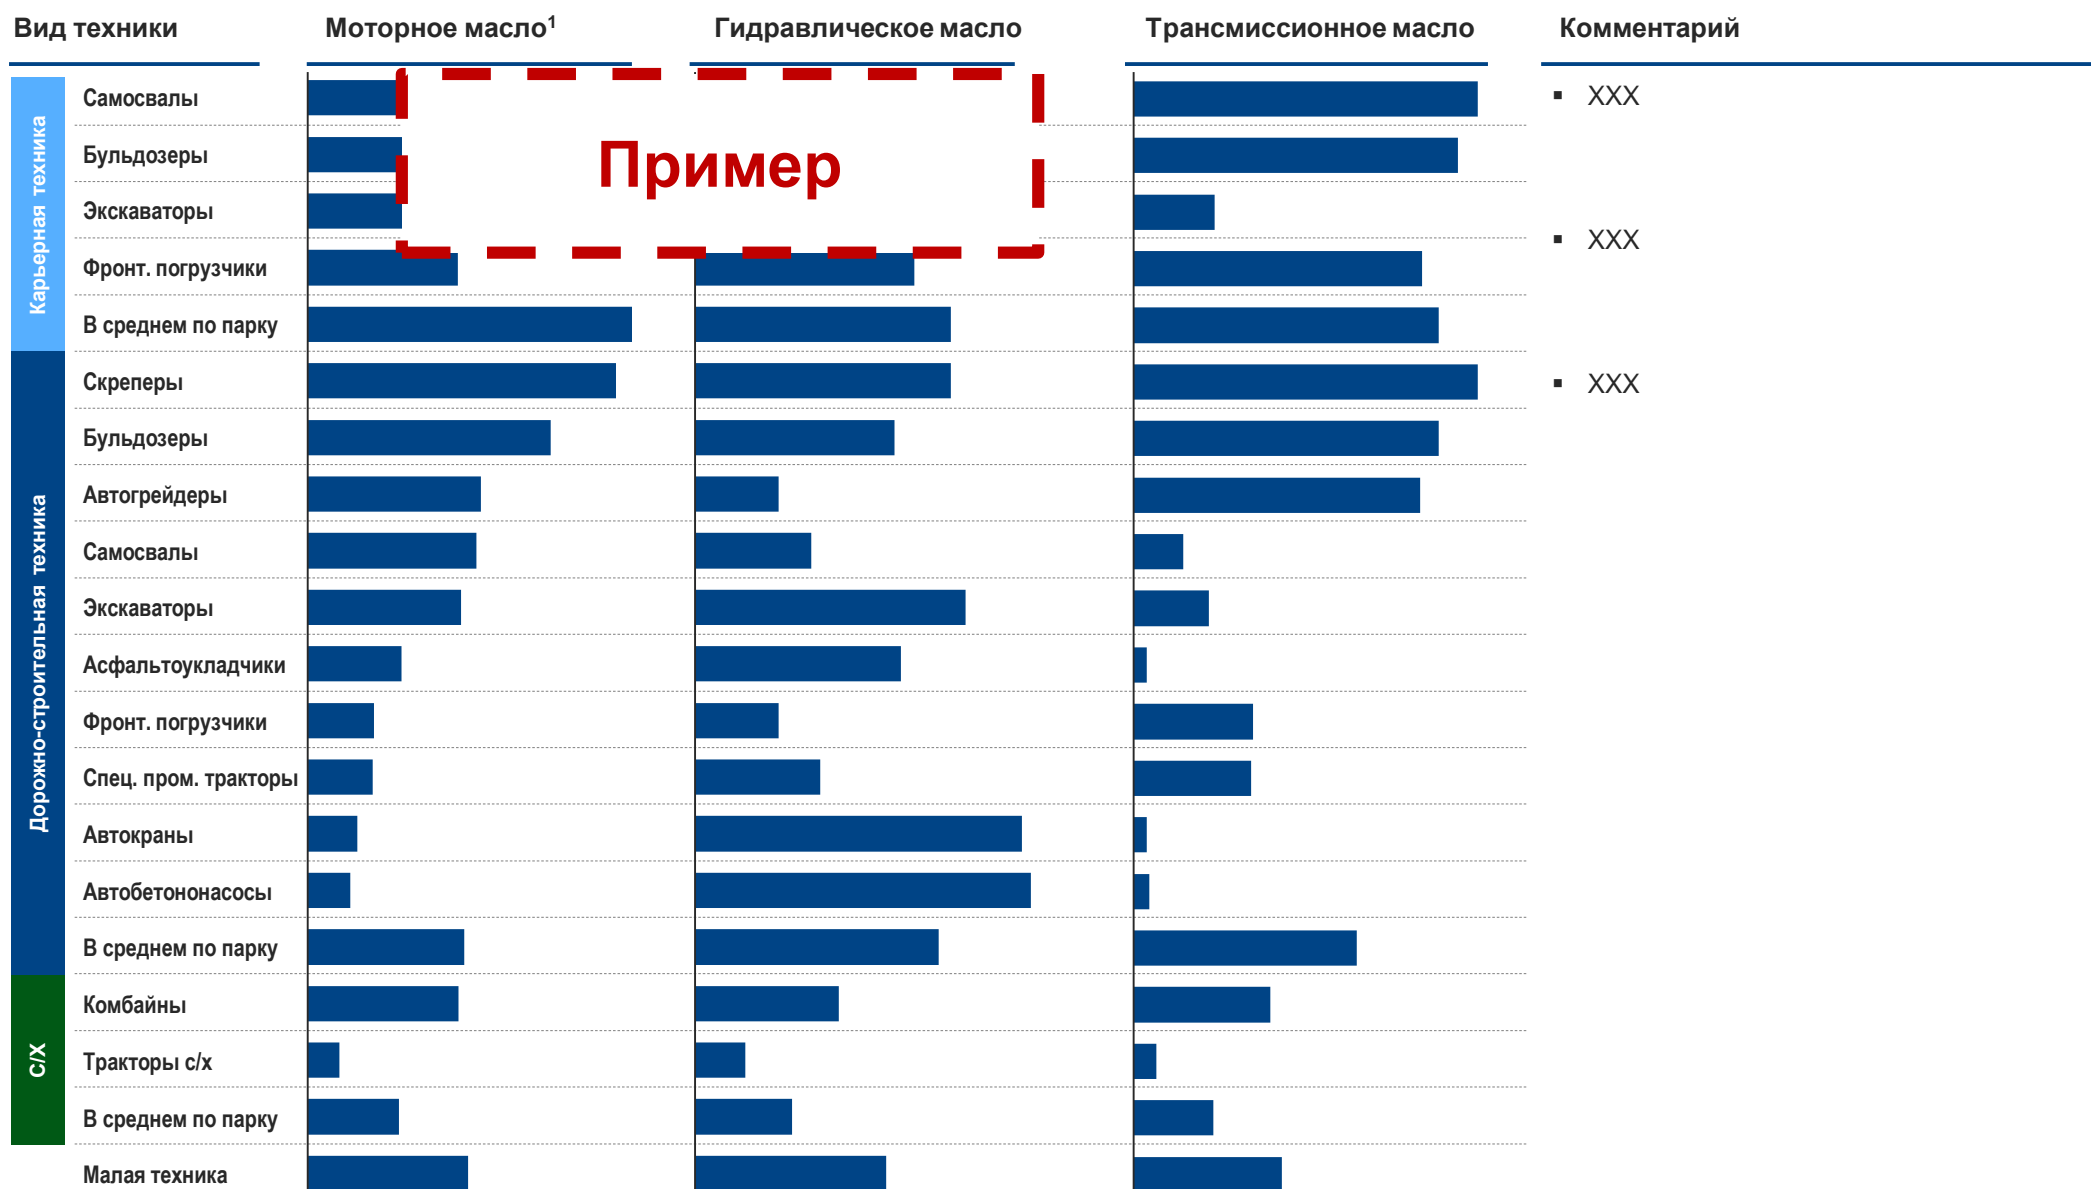 Вид техники
Моторное масло¹
Гидравлическое масло
Трансмиссионное масло
Комментарий
Пример
Карьерная техника
Самосвалы
Бульдозеры
Экскаваторы
Фронт. погрузчики
В среднем по парку
Дорожно-строительная техника
Скреперы
Бульдозеры
Автогрейдеры
Самосвалы
Экскаваторы
Асфальтоукладчики
Фронт. погрузчики
Спец. пром. тракторы
Автокраны
Автобетононасосы
В среднем по парку
С/Х
Комбайны
Тракторы с/х
В среднем по парку
Малая техника
▪ XXX
▪ XXX
▪ XXX